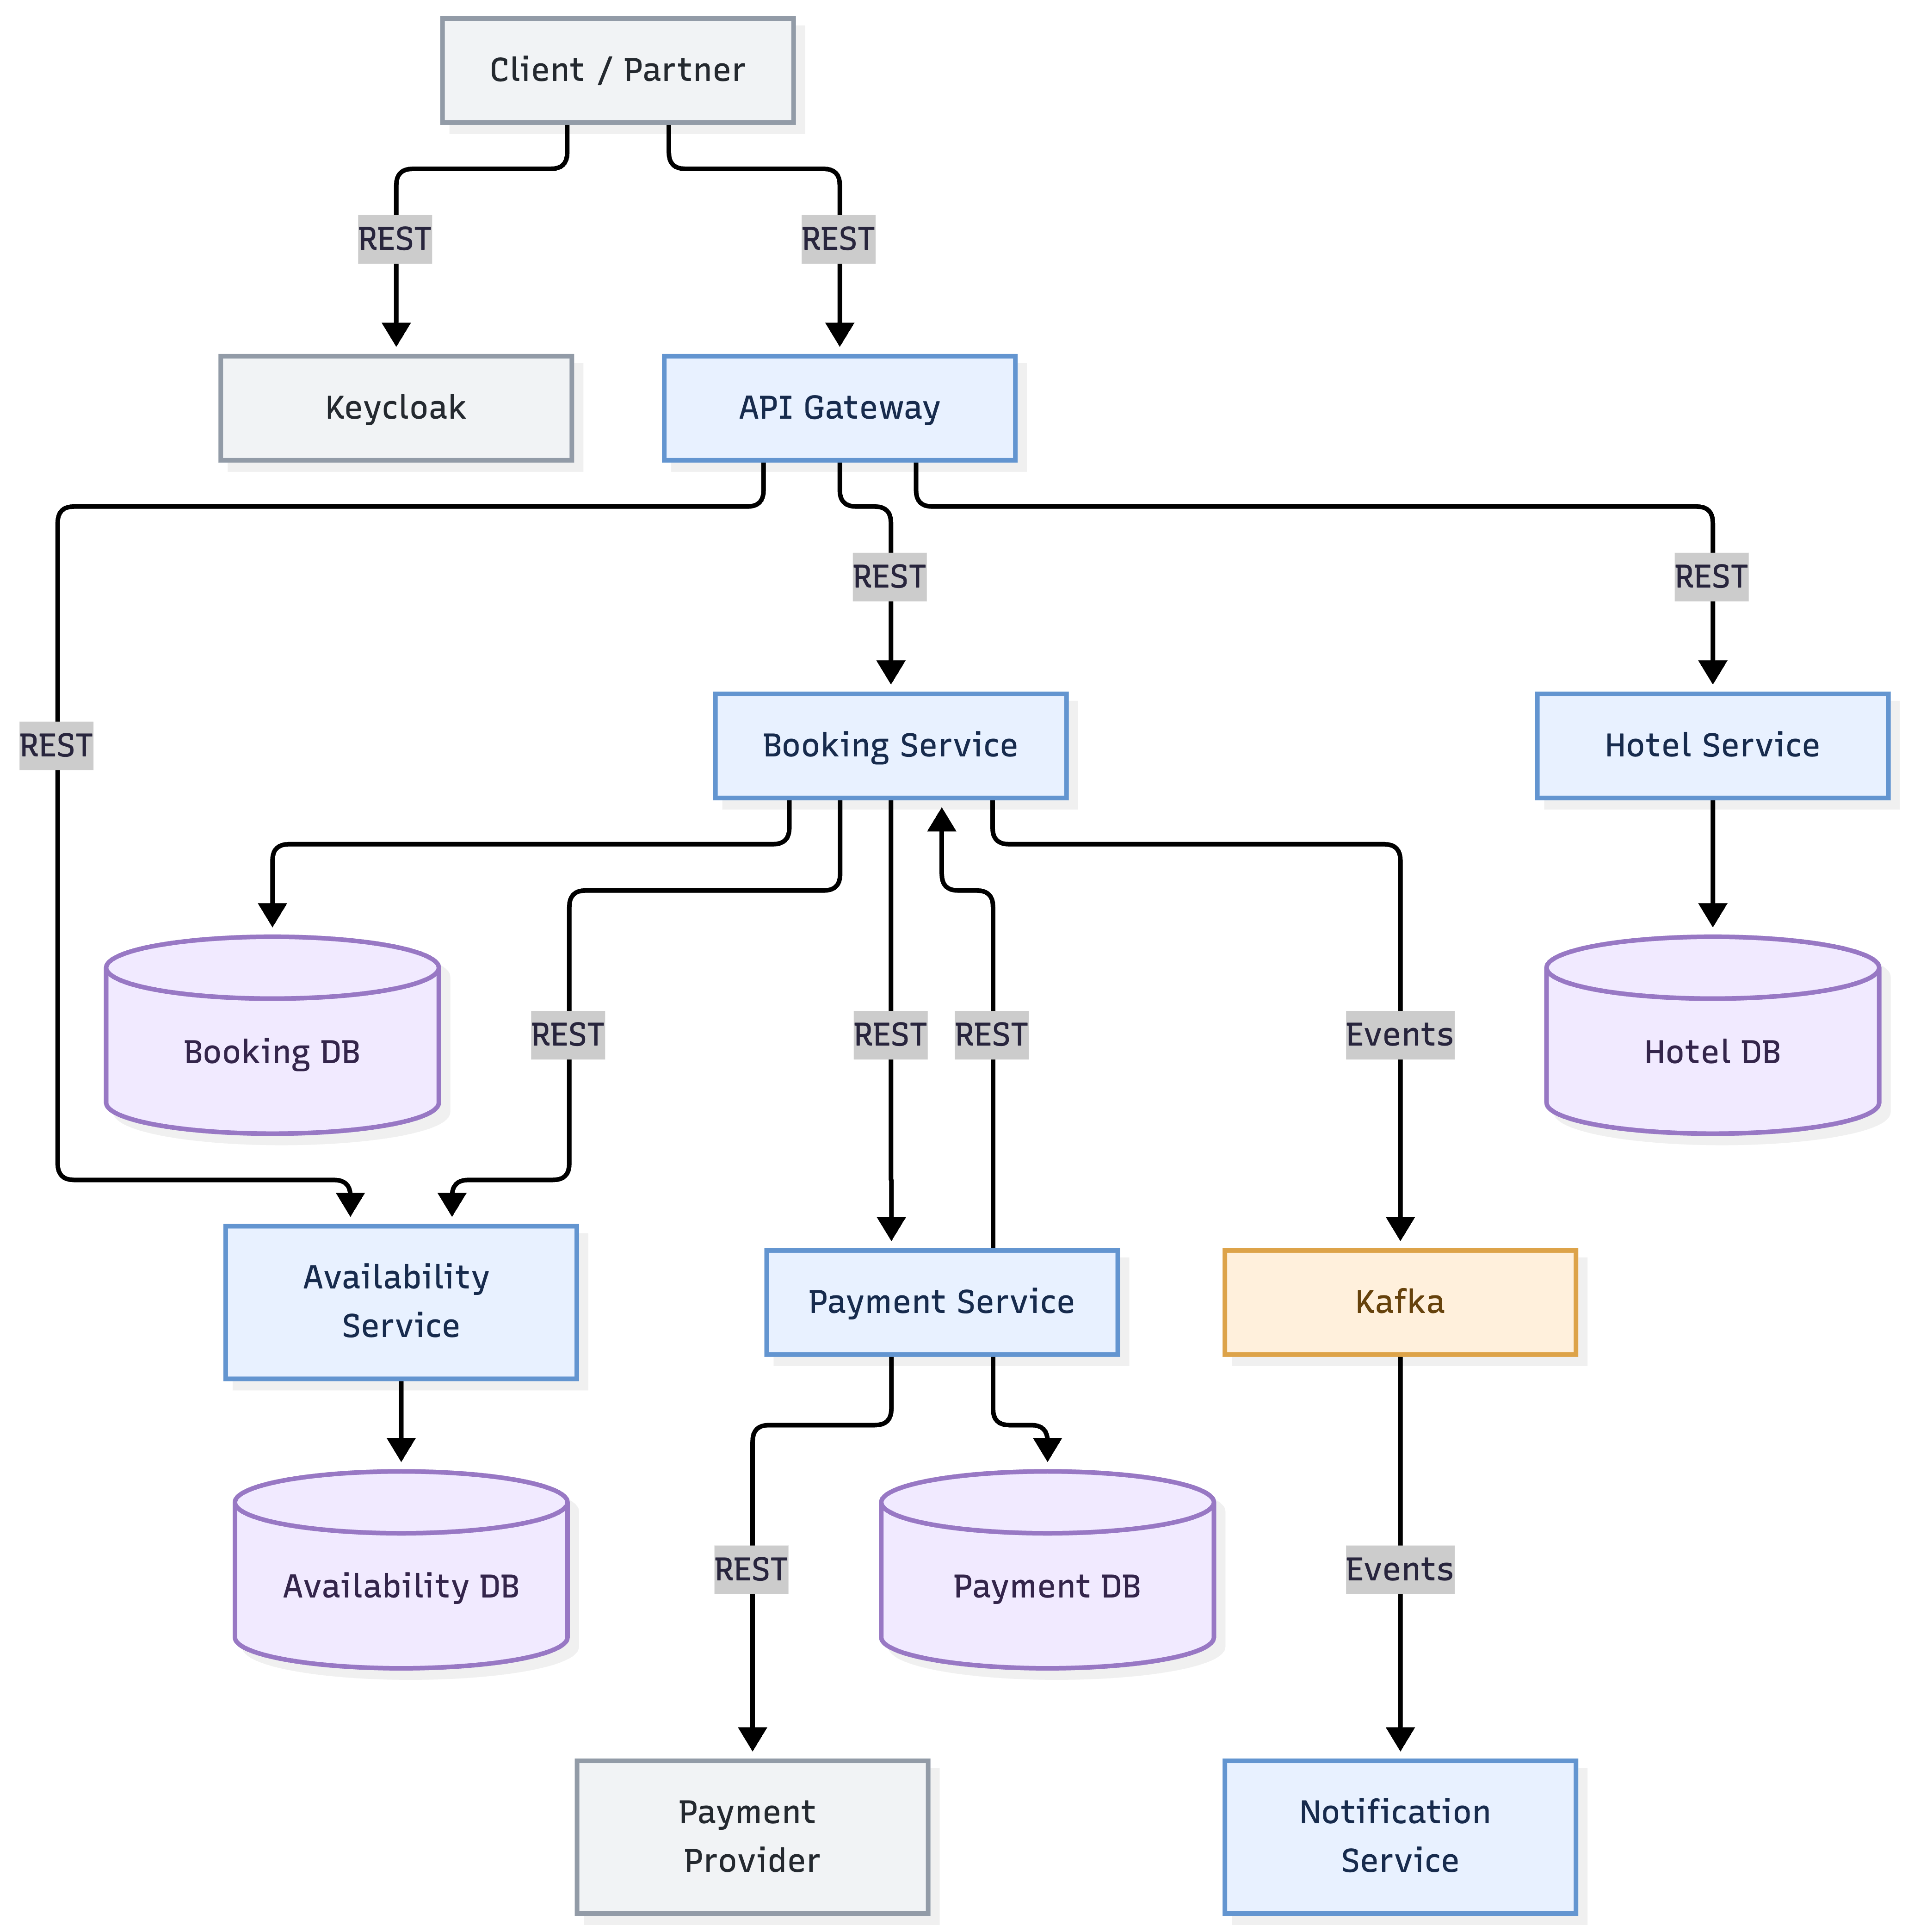 Client / Partner
REST
REST
Keycloak
API Gateway
REST
REST
REST
Booking Service
Hotel Service
REST
REST
REST
Events
Booking DB
Hotel DB
Availability
Service
Payment Service
Kafka
REST
Events
Availability DB
Payment DB
Payment
Provider
Notification
Service